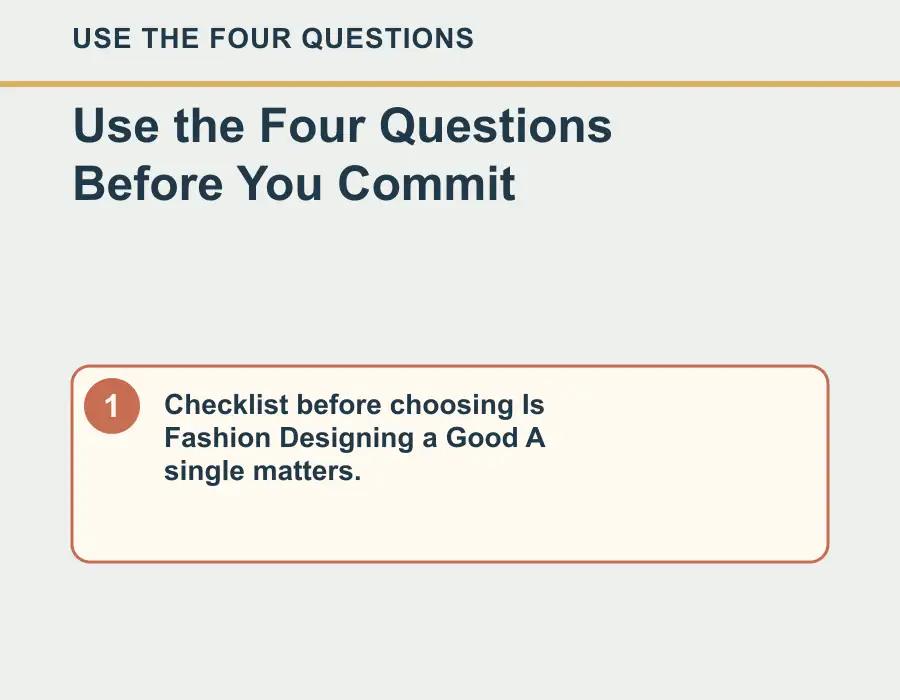 USE THE FOUR QUESTIONS
Use the Four Questions
Before You Commit
1
Checklist before choosing Is
Fashion Designing a Good A
single matters.